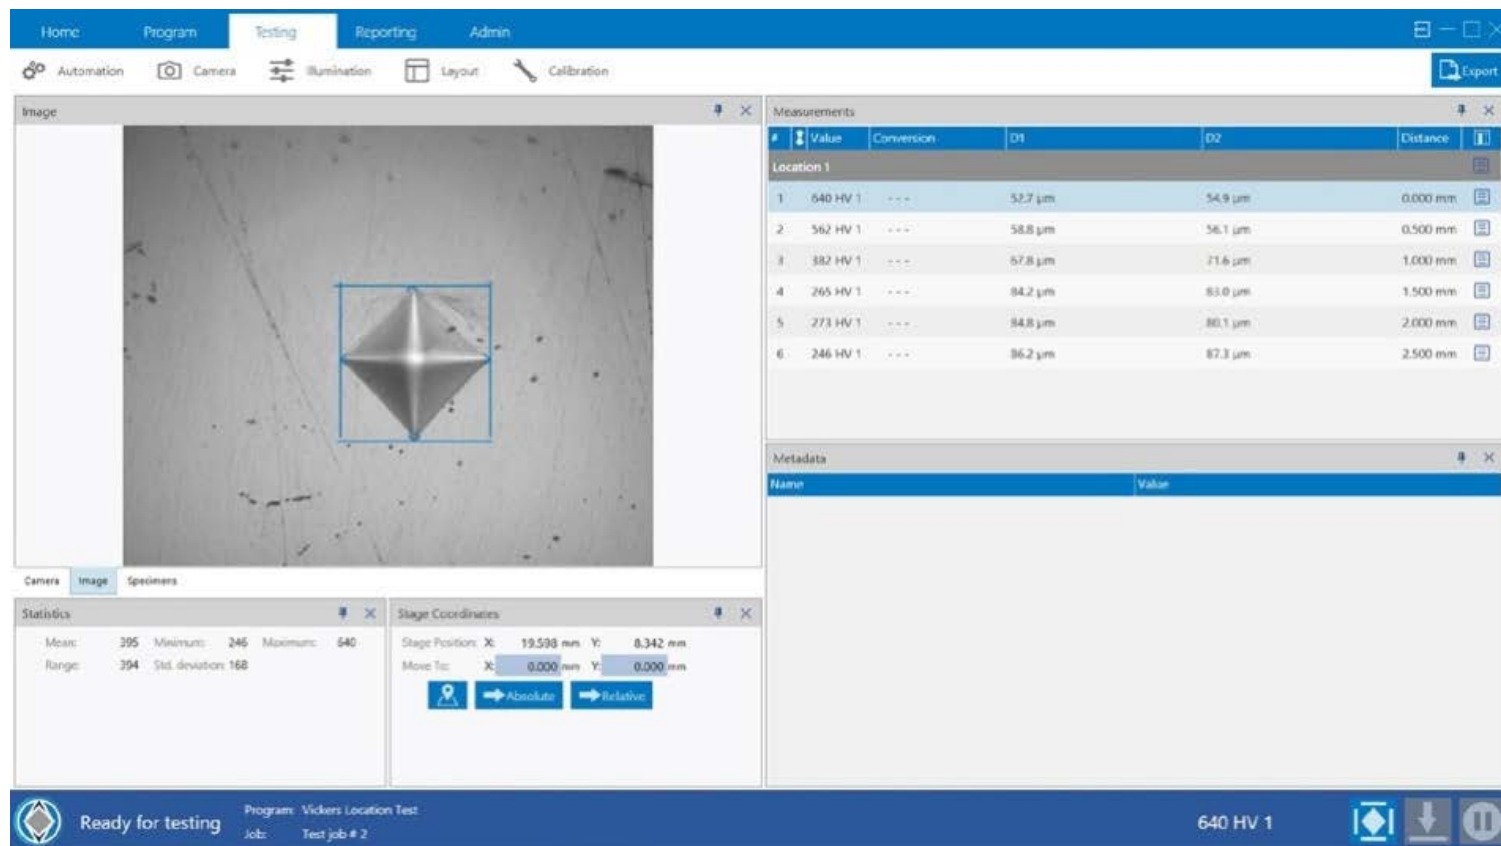 Home Program Testing Reporting Admin
Automation Camera Illumination Layout Calibration Export
Image
Measurements
# Value Conversion D1 D2 Distance
Location 1
1 640 HV 1 - - - 52.7 µm 54.9 µm 0.000 mm
2 562 HV 1 - - - 58.8 µm 56.1 µm 0.500 mm
3 382 HV 1 - - - 67.8 µm 71.6 µm 1.000 mm
4 265 HV 1 - - - 84.2 µm 83.0 µm 1.500 mm
5 273 HV 1 - - - 84.8 µm 80.1 µm 2.000 mm
6 246 HV 1 - - - 86.2 µm 87.3 µm 2.500 mm
Metadata
Name Value
Camera Image Specimens
Statistics
Mean: 395 Minimum: 246 Maximum: 640
Range: 394 Std. deviation: 168
Stage Coordinates
Stage Position: X: 19.598 mm Y: 8.342 mm
Move To: X: 0.000 mm Y: 0.000 mm
Absolute Relative
Ready for testing
Program: Vickers Location Test
Job: Test job # 2
640 HV 1